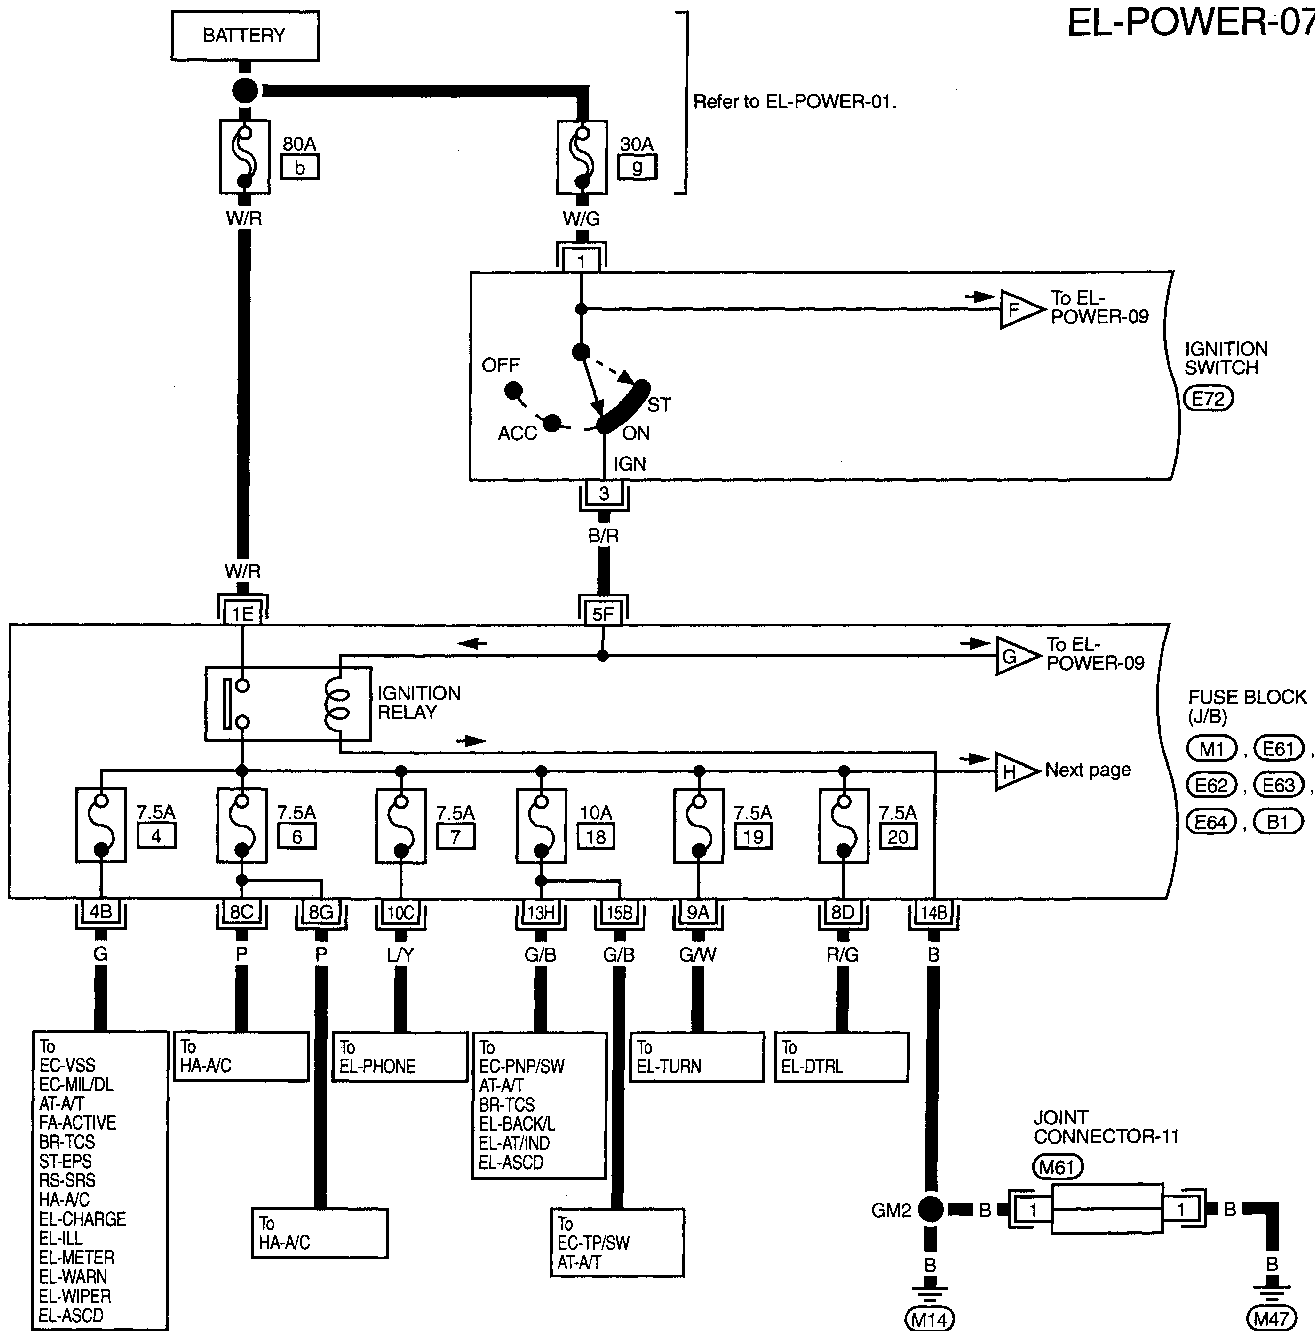 EL-POWER-07
BATTERY
Refer to EL-POWER-01.
80A
b
30A
g
W/R
W/G
1
F
To EL-
POWER-09
IGNITION
SWITCH
E72
OFF
ACC
ST
ON
IGN
3
B/R
W/R
1E
5F
G
To EL-
POWER-09
IGNITION
RELAY
FUSE BLOCK
(J/B)
M1 , E61 ,
E62 , E63 ,
E64 , B1
H
Next page
7.5A
4
7.5A
6
7.5A
7
10A
18
7.5A
19
7.5A
20
4B
8C
8G
10C
13H
15B
9A
8D
14B
G
P
P
L/Y
G/B
G/B
G/W
R/G
B
To
EC-VSS
EC-MIL/DL
AT-A/T
FA-ACTIVE
BR-TCS
ST-EPS
RS-SRS
HA-A/C
EL-CHARGE
EL-ILL
EL-METER
EL-WARN
EL-WIPER
EL-ASCD
To
HA-A/C
To
HA-A/C
To
EL-PHONE
To
EC-PNP/SW
AT-A/T
BR-TCS
EL-BACK/L
EL-AT/IND
EL-ASCD
To
EC-TP/SW
AT-A/T
To
EL-TURN
To
EL-DTRL
JOINT
CONNECTOR-11
M61
GM2
B
1
1
B
B
B
M14
M47